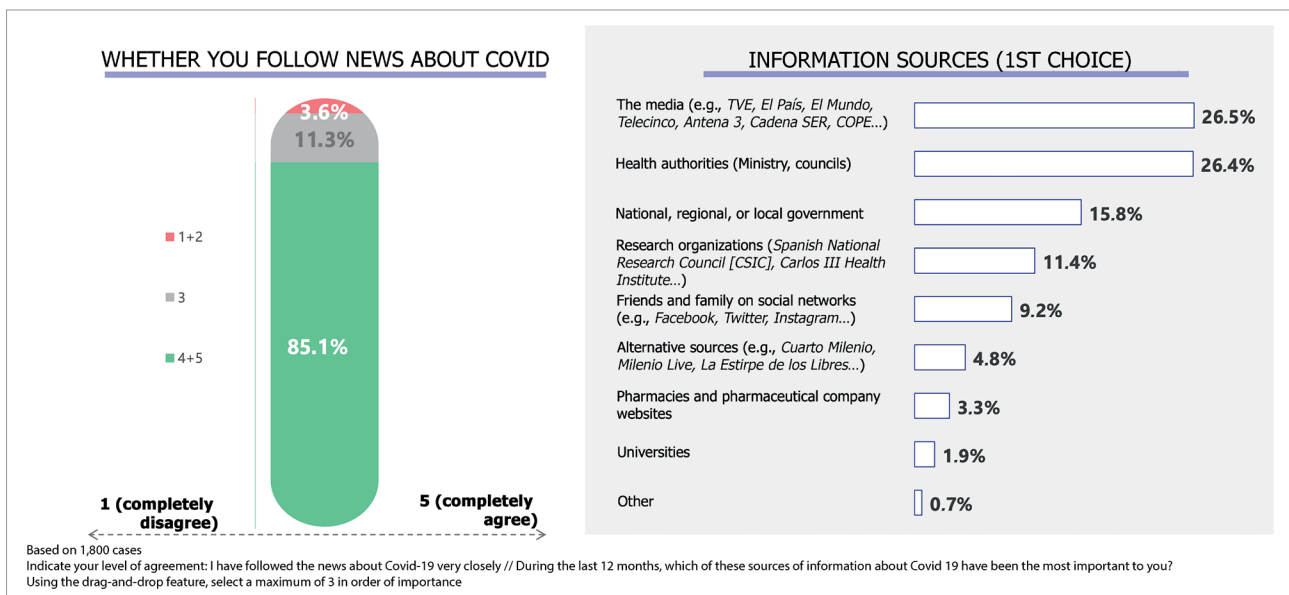 WHETHER YOU FOLLOW NEWS ABOUT COVID
3.6%
11.3%
1+2
3
85.1%
4+5
1 (completely
disagree)
5 (completely
agree)
INFORMATION SOURCES (1ST CHOICE)
The media (e.g., TVE, El País, El Mundo,
Telecinco, Antena 3, Cadena SER, COPE...)
26.5%
Health authorities (Ministry, councils)
26.4%
National, regional, or local government
15.8%
Research organizations (Spanish National
Research Council [CSIC], Carlos III Health
Institute...)
11.4%
Friends and family on social networks
(e.g., Facebook, Twitter, Instagram...)
9.2%
Alternative sources (e.g., Cuarto Milenio,
Milenio Live, La Estirpe de los Libres...)
4.8%
Pharmacies and pharmaceutical company
websites
3.3%
Universities
1.9%
Other
0.7%
Based on 1,800 cases
Indicate your level of agreement: I have followed the news about Covid-19 very closely // During the last 12 months, which of these sources of information about Covid 19 have been the most important to you?
Using the drag-and-drop feature, select a maximum of 3 in order of importance